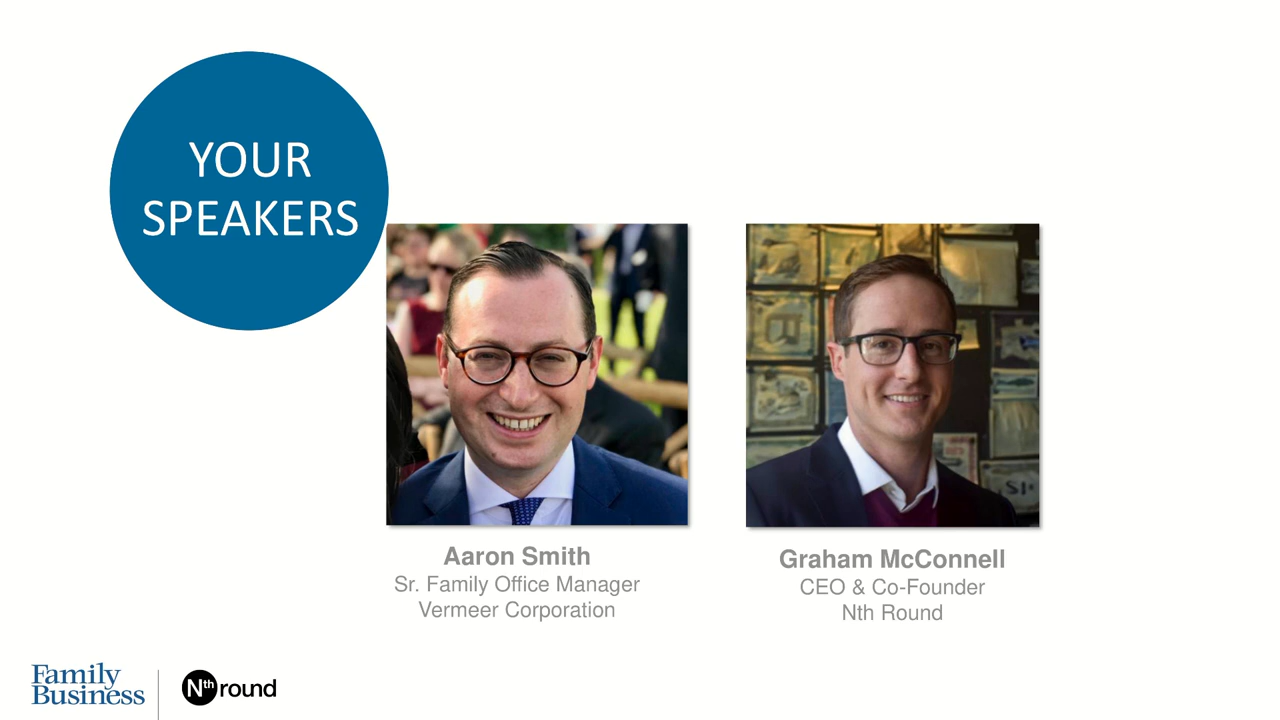 YOUR
SPEAKERS
Aaron Smith
Sr. Family Office Manager
Vermeer Corporation
Graham McConnell
CEO & Co-Founder
Nth Round
Family
Business
Nth round